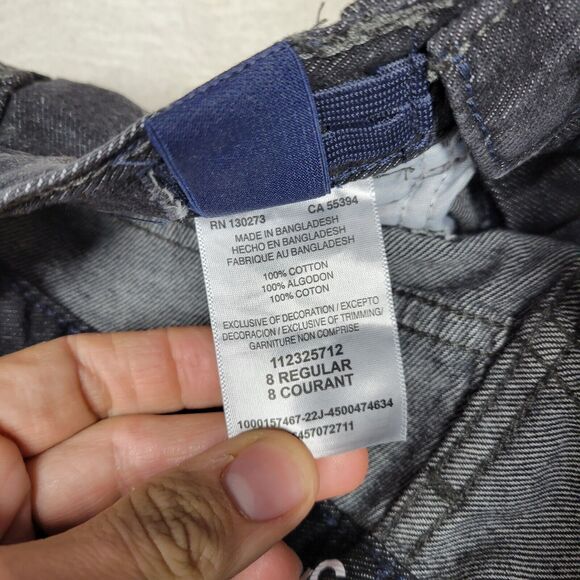 RN 130273 CA 55394
MADE IN BANGLADESH
HECHO EN BANGLADESH
FABRIQUE AU BANGLADESH
100% COTTON
100% ALGODON
100% COTON
EXCLUSIVE OF DECORATION / EXCEPTO
DECORACION / EXCLUSIVE OF TRIMMING/
GARNITURE NON COMPRISE
112325712
8 REGULAR
8 COURANT
1000157467-22J-4500474634